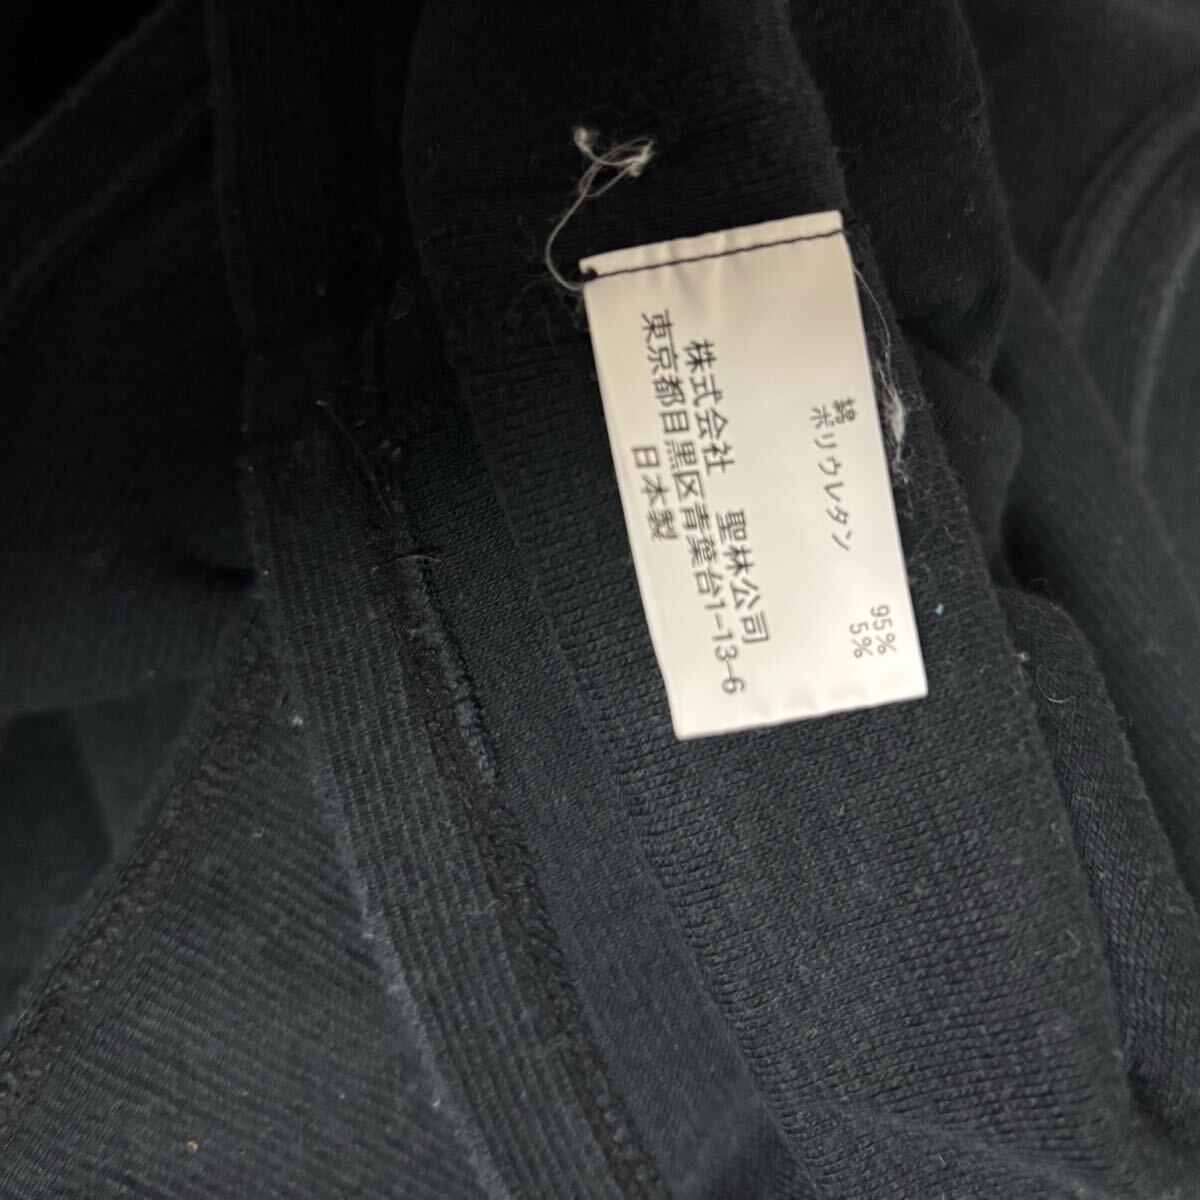 綿 95%
ポリウレタン 5%
株式会社 聖林公司
東京都目黒区青葉台1-13-6
日本製